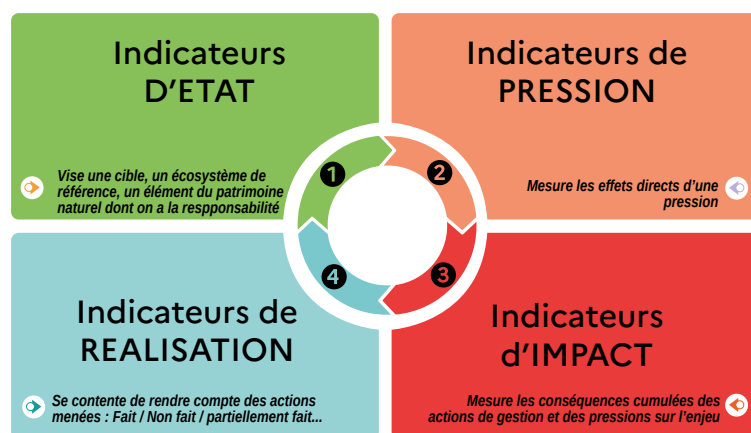 Indicateurs
D'ETAT
Vise une cible, un écosystème de
référence, un élément du patrimoine
naturel dont on a la respponsabilité
Indicateurs de
PRESSION
Mesure les effets directs d'une
pression
1
2
4
3
Indicateurs de
REALISATION
Se contente de rendre compte des actions
menées : Fait / Non fait / partiellement fait...
Indicateurs
d'IMPACT
Mesure les conséquences cumulées des
actions de gestion et des pressions sur l'enjeu